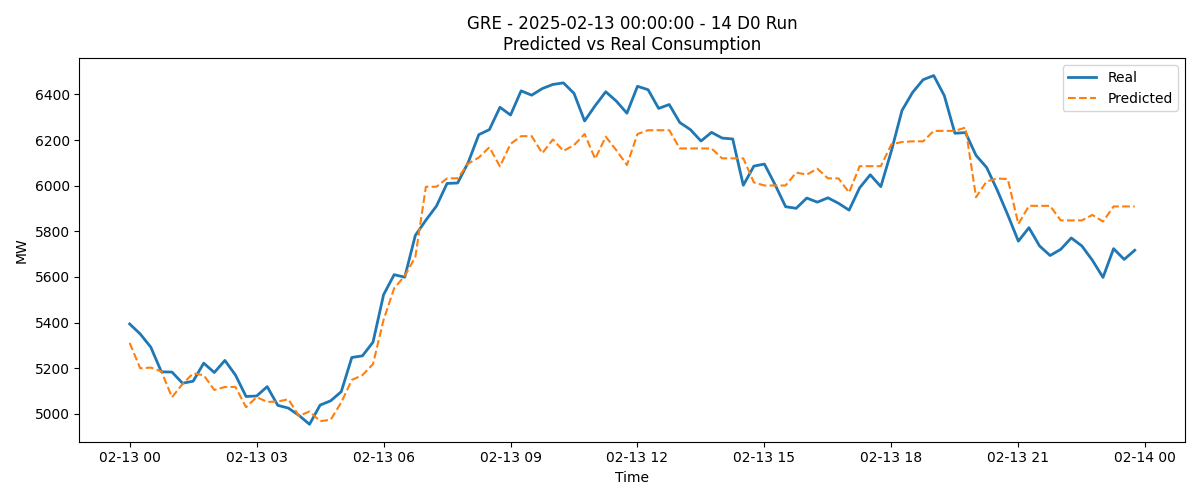 GRE - 2025-02-13 00:00:00 - 14 D0 Run
Predicted vs Real Consumption
Real
Predicted
MW
6400
6200
6000
5800
5600
5400
5200
5000
02-13 00
02-13 03
02-13 06
02-13 09
02-13 12
02-13 15
02-13 18
02-13 21
02-14 00
Time